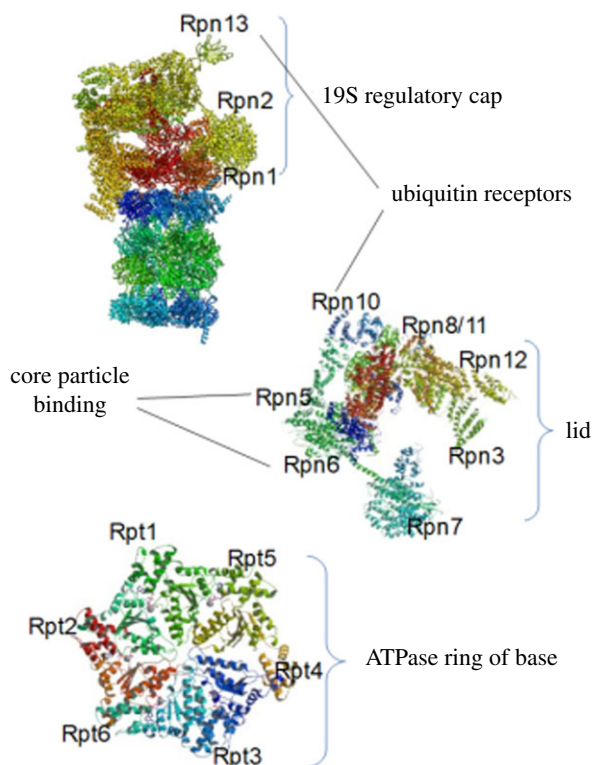 Rpn13
19S regulatory cap
Rpn2
Rpn1
ubiquitin receptors
Rpn10
Rpn8/11
Rpn12
core particle
binding
Rpn5
lid
Rpn6
Rpn3
Rpn7
Rpt1
Rpt5
Rpt2
Rpt4
ATPase ring of base
Rpt6
Rpt3